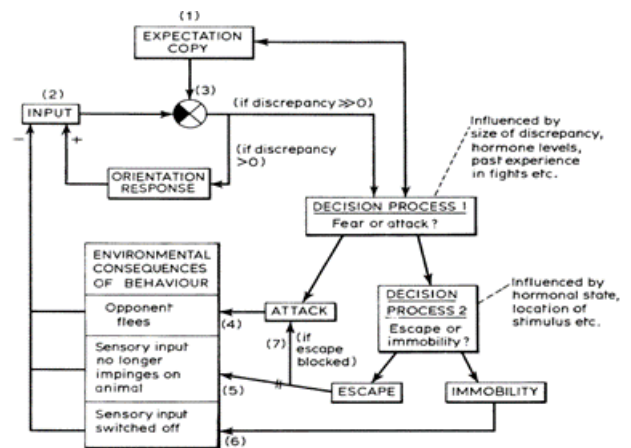 (1)
EXPECTATION
COPY
(2)
INPUT
(3)
(if discrepancy ≫0)
(if discrepancy
>0)
−
+
ORIENTATION
RESPONSE
Influenced by
size of discrepancy,
hormone levels,
past experience
in fights etc.
DECISION PROCESS 1
Fear or attack?
ENVIRONMENTAL
CONSEQUENCES
OF BEHAVIOUR
Opponent
flees
(4)
ATTACK
DECISION
PROCESS 2
Escape or
immobility?
Influenced by
hormonal state,
location of
stimulus etc.
Sensory input
no longer
impinges on
animal
(5)
(7)
(if
escape
blocked)
ESCAPE
IMMOBILITY
Sensory input
switched off
(6)